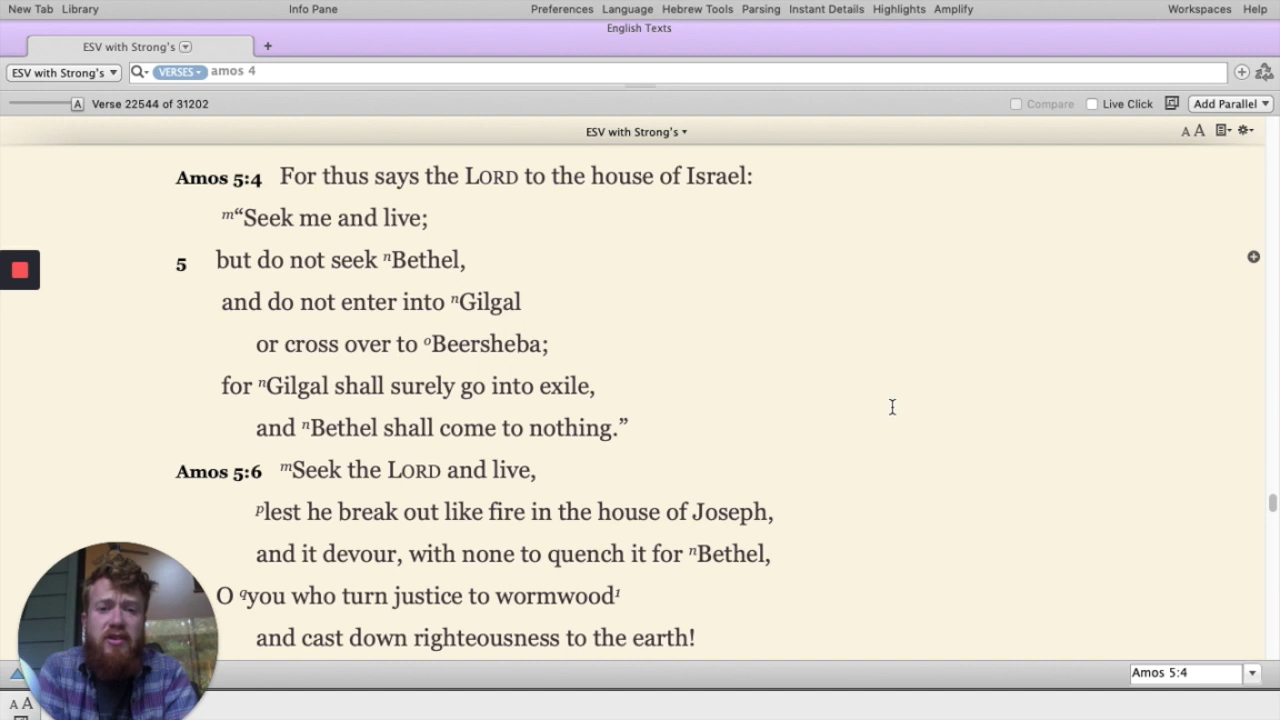 New Tab Library Info Pane Preferences Language Hebrew Tools Parsing Instant Details Highlights Amplify Workspaces Help
English Texts
ESV with Strong's +
ESV with Strong's VERSES amos 4
A Verse 22544 of 31202 Compare Live Click Add Parallel
ESV with Strong's A A
Amos 5:4 For thus says the LORD to the house of Israel:
m“Seek me and live;
5 but do not seek nBethel,
and do not enter into nGilgal
or cross over to oBeersheba;
for nGilgal shall surely go into exile,
and nBethel shall come to nothing.”
Amos 5:6 mSeek the LORD and live,
plest he break out like fire in the house of Joseph,
and it devour, with none to quench it for nBethel,
O qyou who turn justice to wormwood1
and cast down righteousness to the earth!
Amos 5:4
A A